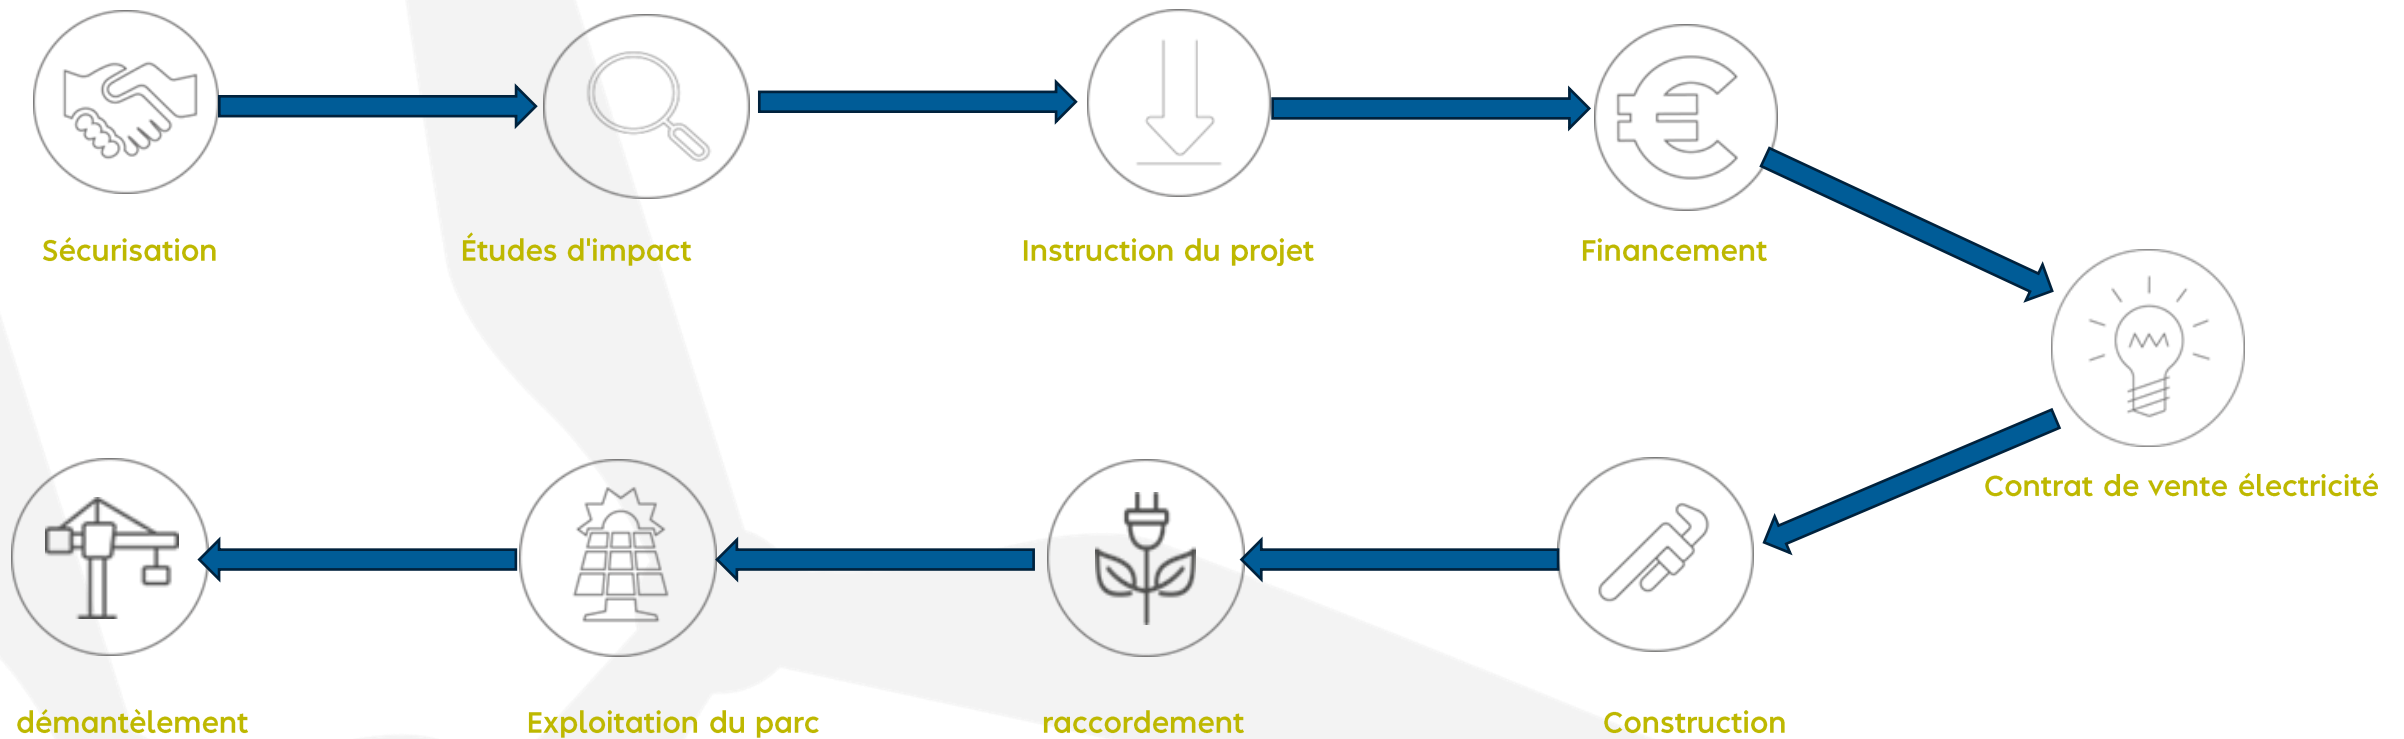 Sécurisation
Études d'impact
Instruction du projet
Financement
Contrat de vente électricité
Construction
raccordement
Exploitation du parc
démantèlement